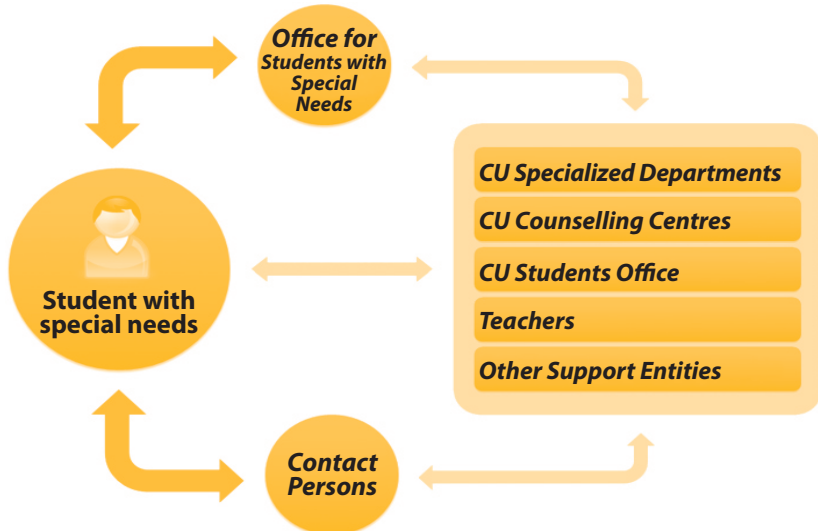 Office for
Students with
Special
Needs
CU Specialized Departments
CU Counselling Centres
CU Students Office
Teachers
Other Support Entities
Student with
special needs
Contact
Persons